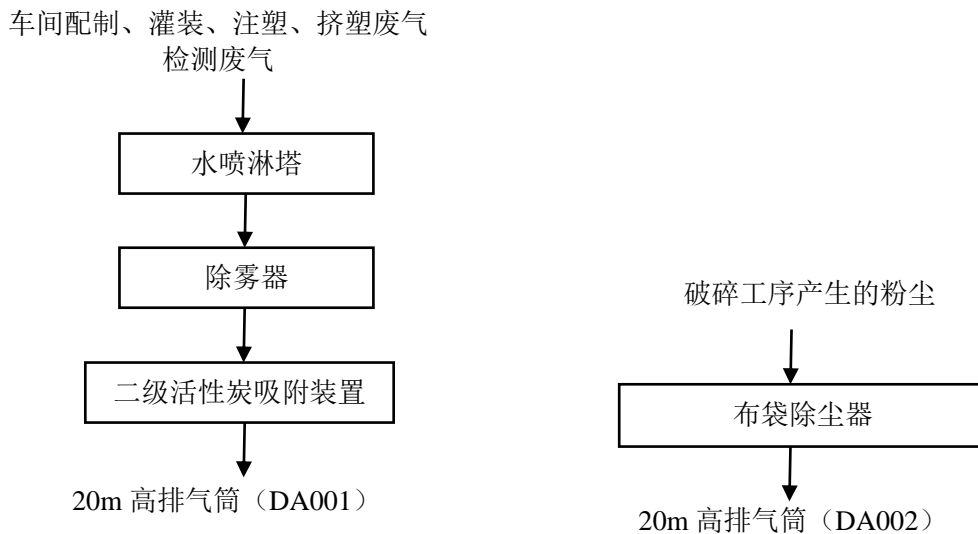 车间配制、灌装、注塑、挤塑废气
检测废气
水喷淋塔
除雾器
二级活性炭吸附装置
20m 高排气筒（DA001）
破碎工序产生的粉尘
布袋除尘器
20m 高排气筒（DA002）